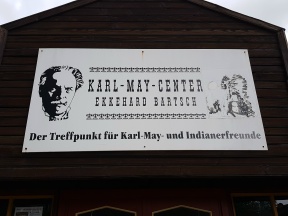 KARL-MAY-CENTER
EKKEHARD BARTSCH
Der Treffpunkt für Karl-May- und Indianerfreunde